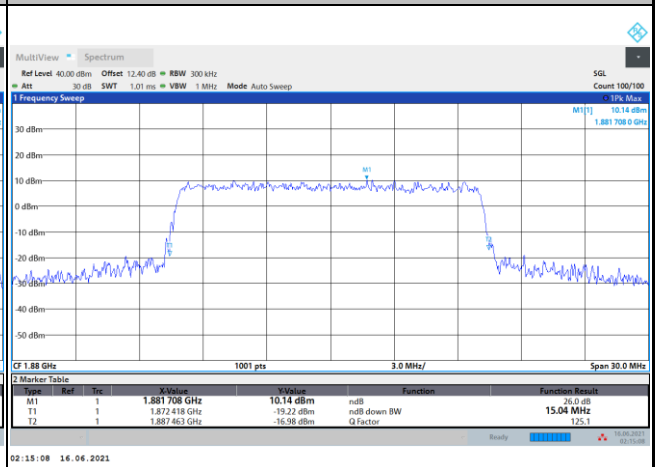 MultiView Spectrum
Ref Level 40.00 dBm Offset 12.40 dB RBW 300 kHz SGL
Att 30 dB SWT 1.01 ms VBW 1 MHz Mode Auto Sweep Count 100/100
1 Frequency Sweep 1Pk Max
M1[1] 10.14 dBm
1.881 708 0 GHz
30 dBm
20 dBm
M1
10 dBm
0 dBm
-10 dBm
-20 dBm
-30 dBm
-40 dBm
-50 dBm
CF 1.88 GHz 1001 pts 3.0 MHz/ Span 30.0 MHz
2 Marker Table
Type Ref Trc X-Value Y-Value Function Function Result
M1 1 1.881 708 GHz 10.14 dBm ndB 26.0 dB
T1 1 1.872 418 GHz -19.22 dBm ndB down BW 15.04 MHz
T2 1 1.887 463 GHz -16.98 dBm Q Factor 125.1
Ready 16.06.2021
02:15:08
02:15:08 16.06.2021